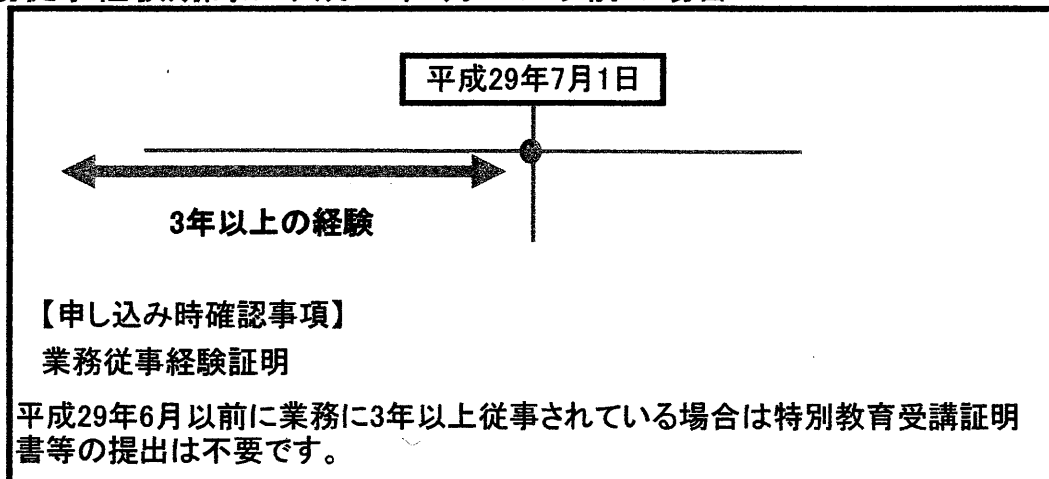 平成29年7月1日
3年以上の経験
【申し込み時確認事項】
業務従事経験証明
平成29年6月以前に業務に3年以上従事されている場合は特別教育受講証明
書等の提出は不要です。